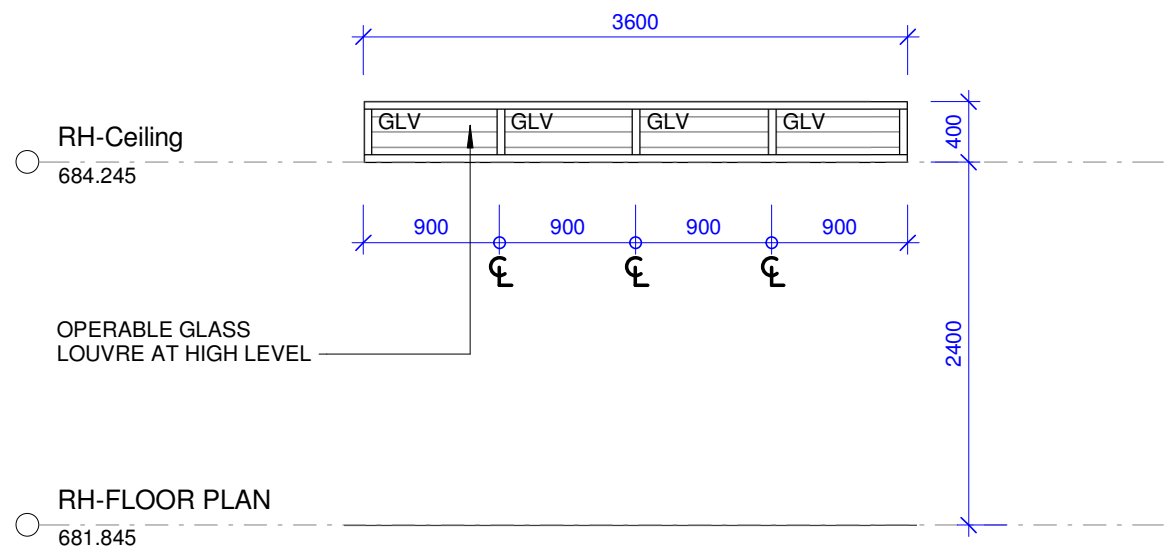 3600
GLV GLV GLV GLV
400
RH-Ceiling
684.245
900 900 900 900
℄ ℄ ℄
OPERABLE GLASS
LOUVRE AT HIGH LEVEL
2400
RH-FLOOR PLAN
681.845